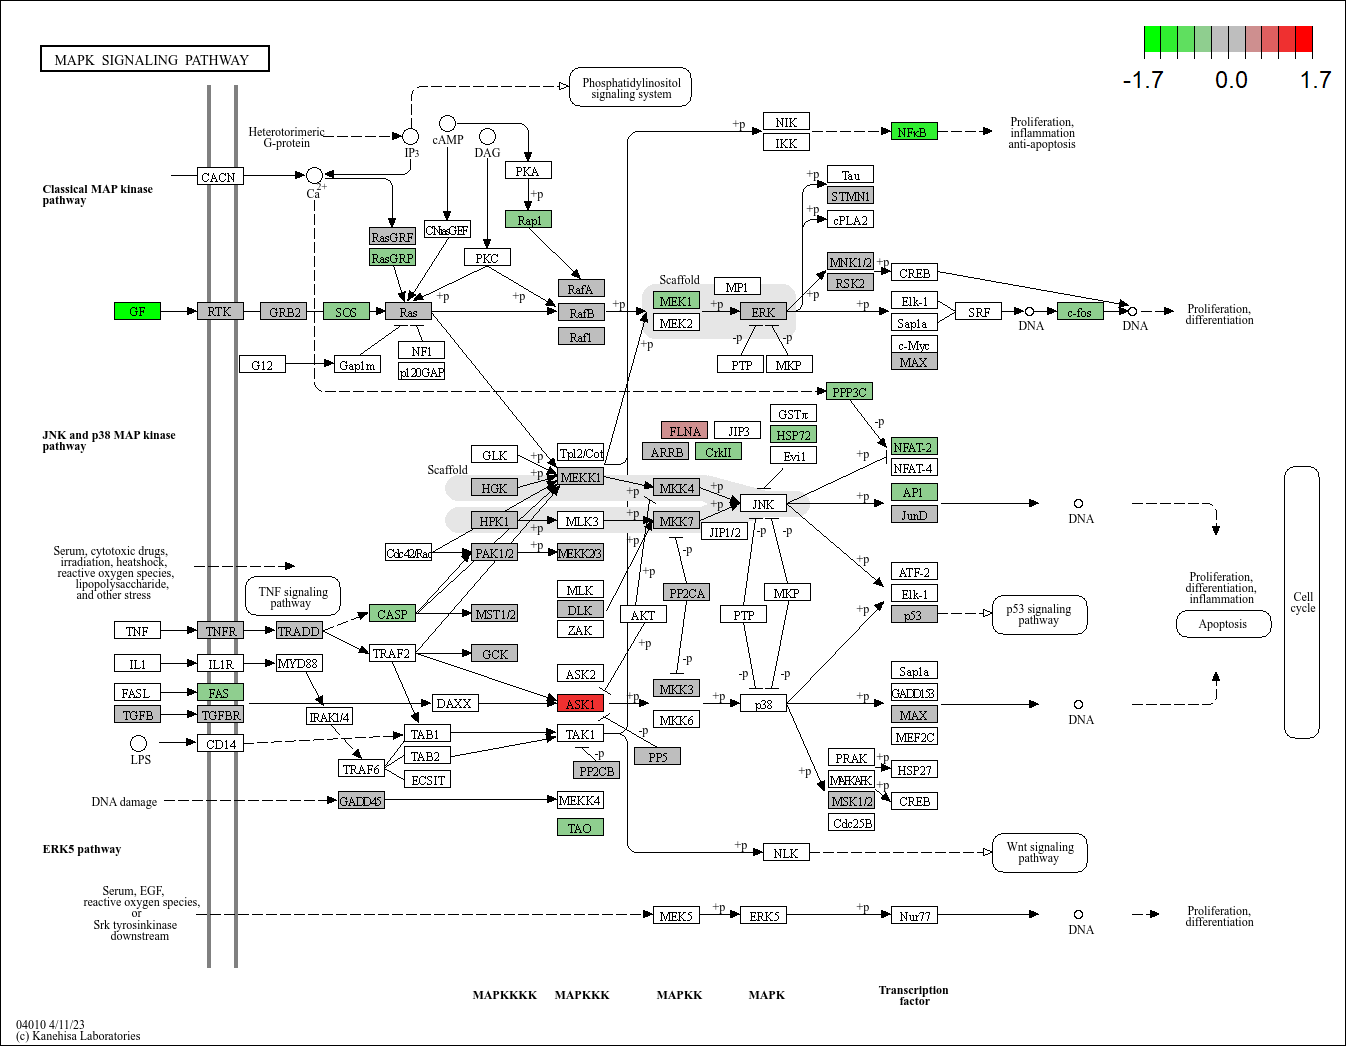 MAPK SIGNALING PATHWAY
-1.7 0.0 1.7
Phosphatidylinositol
signaling system
Heterotorimeric
G-protein
IP3
cAMP
DAG
+p
NIK
IKK
NFκB
Proliferation,
inflammation
anti-apoptosis
CACN
Ca2+
PKA
+p
Classical MAP kinase
pathway
Rap1
CNrasGEF
RasGRF
RasGRP
PKC
+p
Tau
STMN1
+p
cPLA2
MNK1/2
RSK2
+p
CREB
Scaffold
MP1
RafA
RafB
Raf1
+p
+p
+p
GF
RTK
GRB2
SOS
Ras
MEK1
MEK2
+p
ERK
+p
+p
Elk-1
Sap1a
SRF
DNA
c-fos
DNA
Proliferation,
differentiation
c-Myc
MAX
G12
Gap1m
NF1
p120GAP
+p
-p
-p
PTP
MKP
PPP3C
-p
JNK and p38 MAP kinase
pathway
FLNA
JIP3
ARRB
CrkII
GSTπ
HSP72
Evi1
NFAT-2
NFAT-4
+p
GLK
+p
Tpl2/Cot
Scaffold
HGK
+p
MEKK1
+p
MKK4
+p
JNK
AP1
JunD
+p
DNA
HPK1
+p
MLK3
+p
MKK7
+p
JIP1/2
-p
-p
+p
Cdc42/Rac
PAK1/2
+p
MEKK2/3
+p
-p
Serum, cytotoxic drugs,
irradiation, heatshock,
reactive oxygen species,
lipopolysaccharide,
and other stress
TNF signaling
pathway
MLK
DLK
ZAK
+p
AKT
PP2CA
PTP
MKP
ATF-2
Elk-1
p53
p53 signaling
pathway
Proliferation,
differentiation,
inflammation
Apoptosis
Cell
cycle
CASP
MST1/2
TNF
TNFR
TRADD
TRAF2
GCK
+p
-p
IL1
IL1R
MYD88
ASK2
-p
-p
FASL
FAS
DAXX
ASK1
+p
MKK3
MKK6
+p
p38
+p
Sap1a
GADD153
MAX
MEF2C
DNA
TGFB
TGFBR
IRAK1/4
LPS
CD14
TAB1
TAK1
-p
TAB2
-p
PP5
TRAF6
ECSIT
PP2CB
+p
PRAK
MAPKAPK
+p
HSP27
+p
MSK1/2
CREB
Cdc25B
DNA damage
GADD45
MEKK4
TAO
ERK5 pathway
+p
NLK
Wnt signaling
pathway
Serum, EGF,
reactive oxygen species,
or
Srk tyrosinkinase
downstream
MEK5
+p
ERK5
+p
Nur77
DNA
Proliferation,
differentiation
MAPKKKK
MAPKKK
MAPKK
MAPK
Transcription
factor
04010 4/11/23
(c) Kanehisa Laboratories